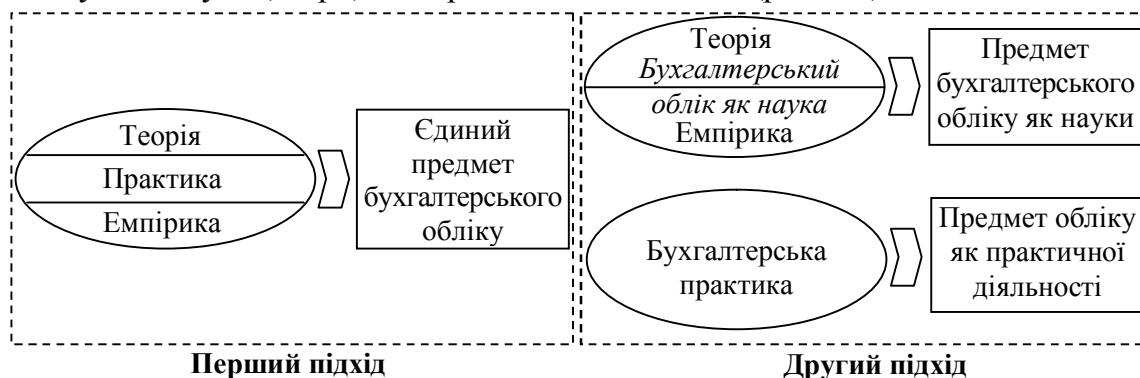 Теорія
Практика
Емпірика
Єдиний
предмет
бухгалтерського
обліку
Перший підхід
Теорія
Бухгалтерський
облік як наука
Емпірика
Предмет
бухгалтерського
обліку як науки
Бухгалтерська
практика
Предмет обліку
як практичної
діяльності
Другий підхід